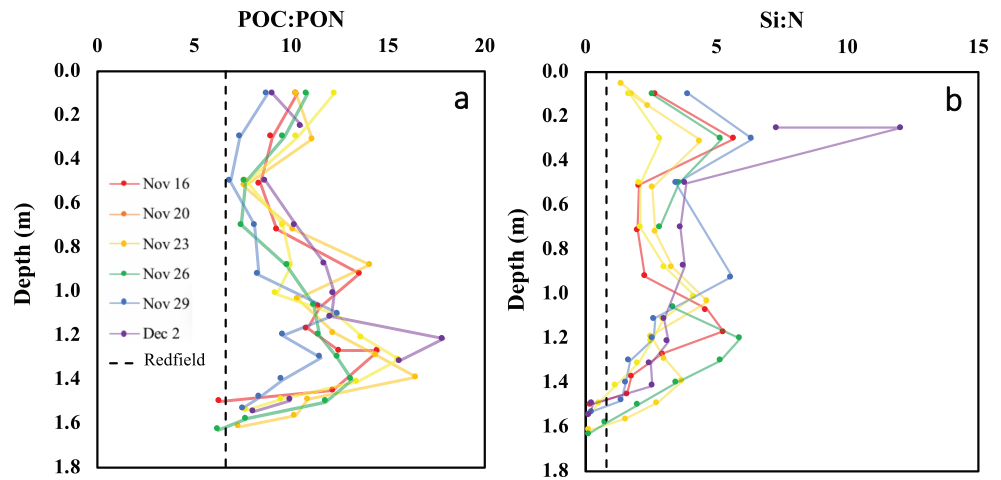 POC:PON
0 5 10 15 20
0.0
0.2
0.4
0.6
0.8
1.0
1.2
1.4
1.6
1.8
Depth (m)
a
Nov 16
Nov 20
Nov 23
Nov 26
Nov 29
Dec 2
Redfield
Si:N
0 5 10 15
0.0
0.2
0.4
0.6
0.8
1.0
1.2
1.4
1.6
1.8
Depth (m)
b